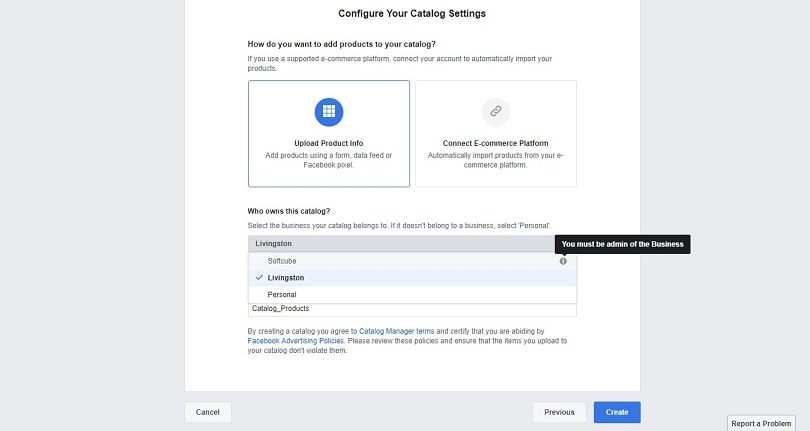 Configure Your Catalog Settings
How do you want to add products to your catalog?
If you use a supported e-commerce platform, connect your account to automatically import your
products.
Upload Product Info
Add products using a form, data feed or
Facebook pixel.
Connect E-commerce Platform
Automatically import products from your e-
commerce platform.
Who owns this catalog?
Select the business your catalog belongs to. If it doesn't belong to a business, select 'Personal'.
Livingston
You must be admin of the Business
Softcube
Livingston
Personal
Catalog_Products
By creating a catalog you agree to Catalog Manager terms and certify that you are abiding by
Facebook Advertising Policies. Please review these policies and ensure that the items you upload to
your catalog don't violate them.
Cancel
Previous
Create
Report a Problem